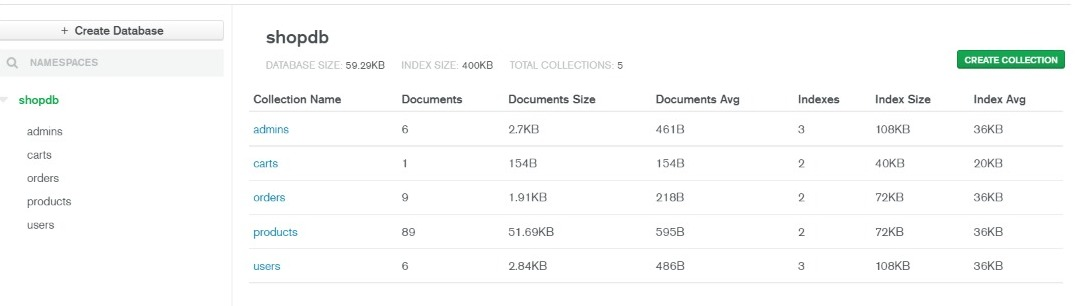 + Create Database
NAMESPACES
shopdb
admins
carts
orders
products
users
shopdb
DATABASE SIZE: 59.29KB INDEX SIZE: 400KB TOTAL COLLECTIONS: 5
CREATE COLLECTION
Collection Name Documents Documents Size Documents Avg Indexes Index Size Index Avg
admins 6 2.7KB 461B 3 108KB 36KB
carts 1 154B 154B 2 40KB 20KB
orders 9 1.91KB 218B 2 72KB 36KB
products 89 51.69KB 595B 2 72KB 36KB
users 6 2.84KB 486B 3 108KB 36KB